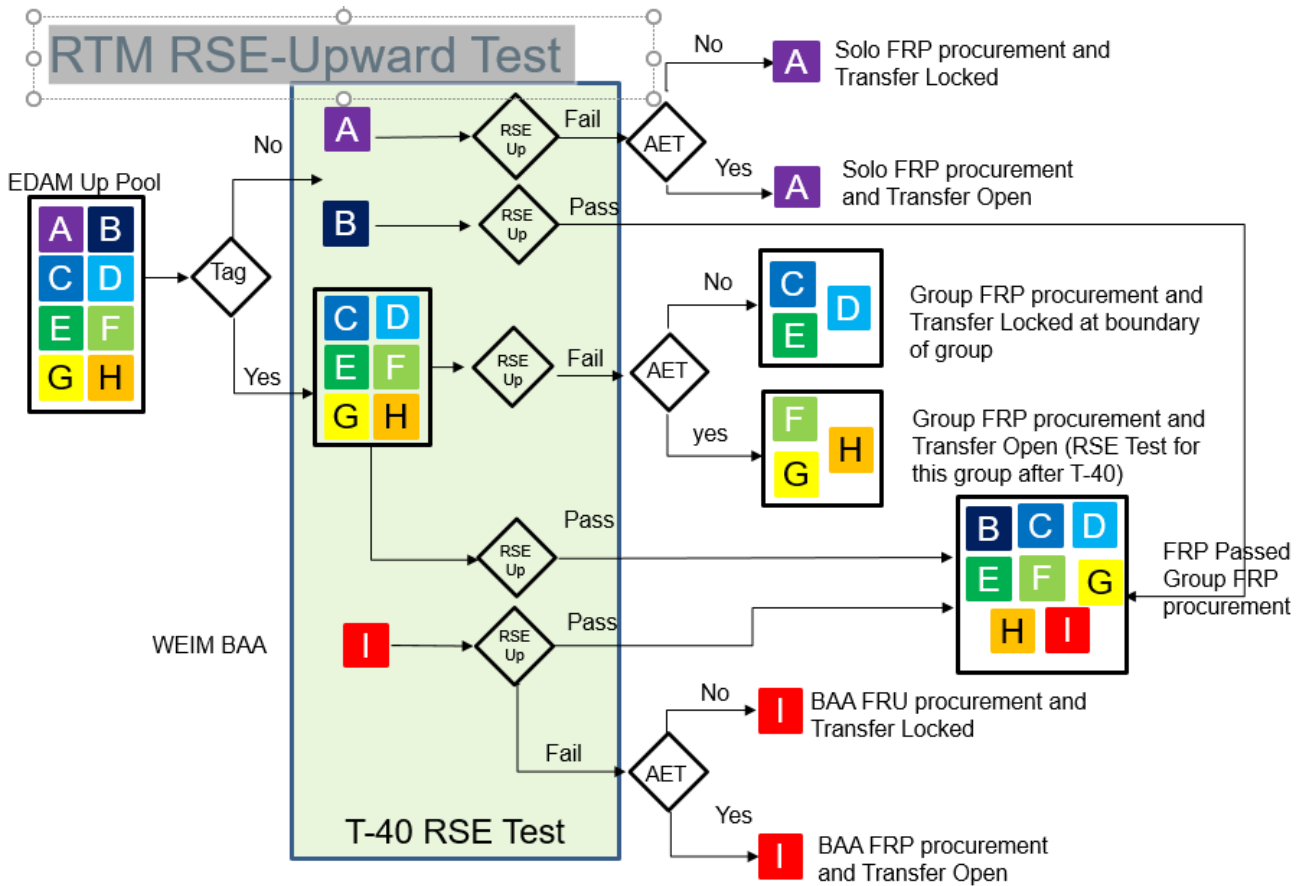 RTM RSE-Upward Test
No
A
Solo FRP procurement and
Transfer Locked
A
RSE
Up
Fail
AET
No
Yes
A
Solo FRP procurement
and Transfer Open
EDAM Up Pool
A B
C D
E F
G H
Tag
B
RSE
Up
Pass
C D
E F
G H
RSE
Up
Fail
AET
No
C
D
E
Group FRP procurement and
Transfer Locked at boundary
of group
Yes
yes
F
H
G
Group FRP procurement and
Transfer Open (RSE Test for
this group after T-40)
RSE
Up
Pass
B C D
E F G
H I
FRP Passed
Group FRP
procurement
WEIM BAA
I
RSE
Up
Pass
Fail
AET
No
I
BAA FRU procurement and
Transfer Locked
Yes
I
BAA FRP procurement
and Transfer Open
T-40 RSE Test